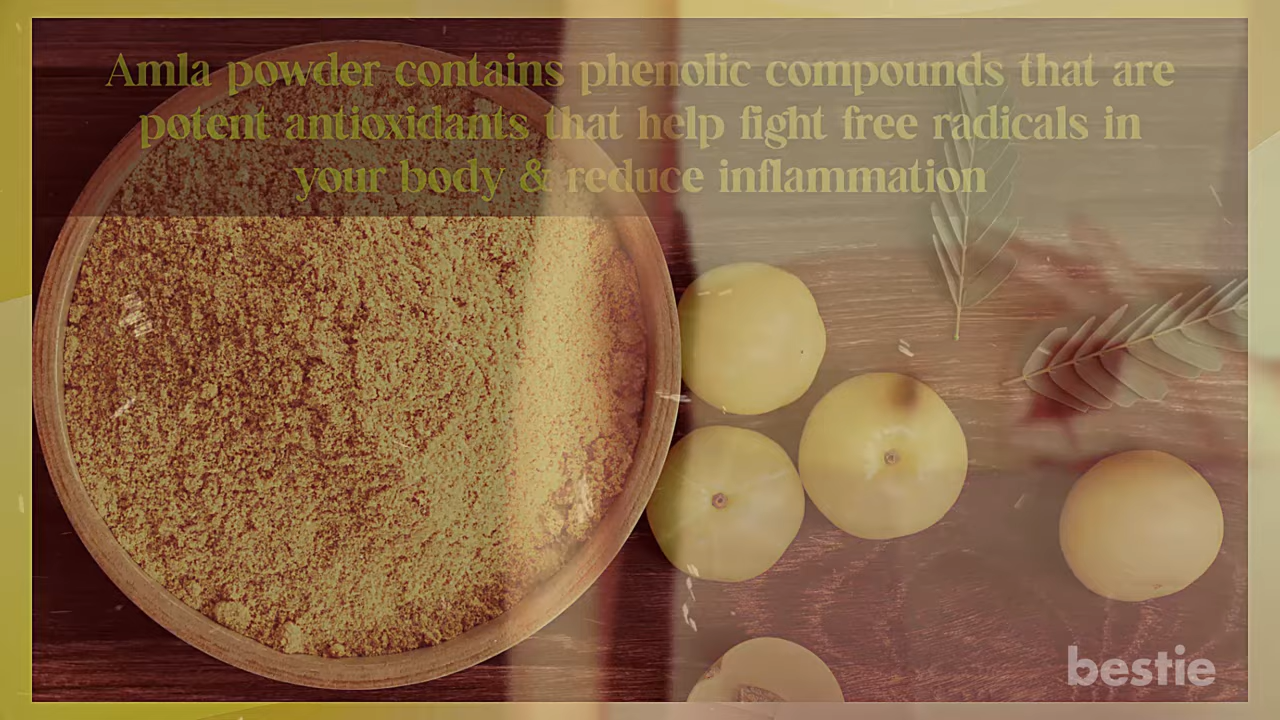 Amla powder contains phenolic compounds that are
potent antioxidants that help fight free radicals in
your body & reduce inflammation
bestie